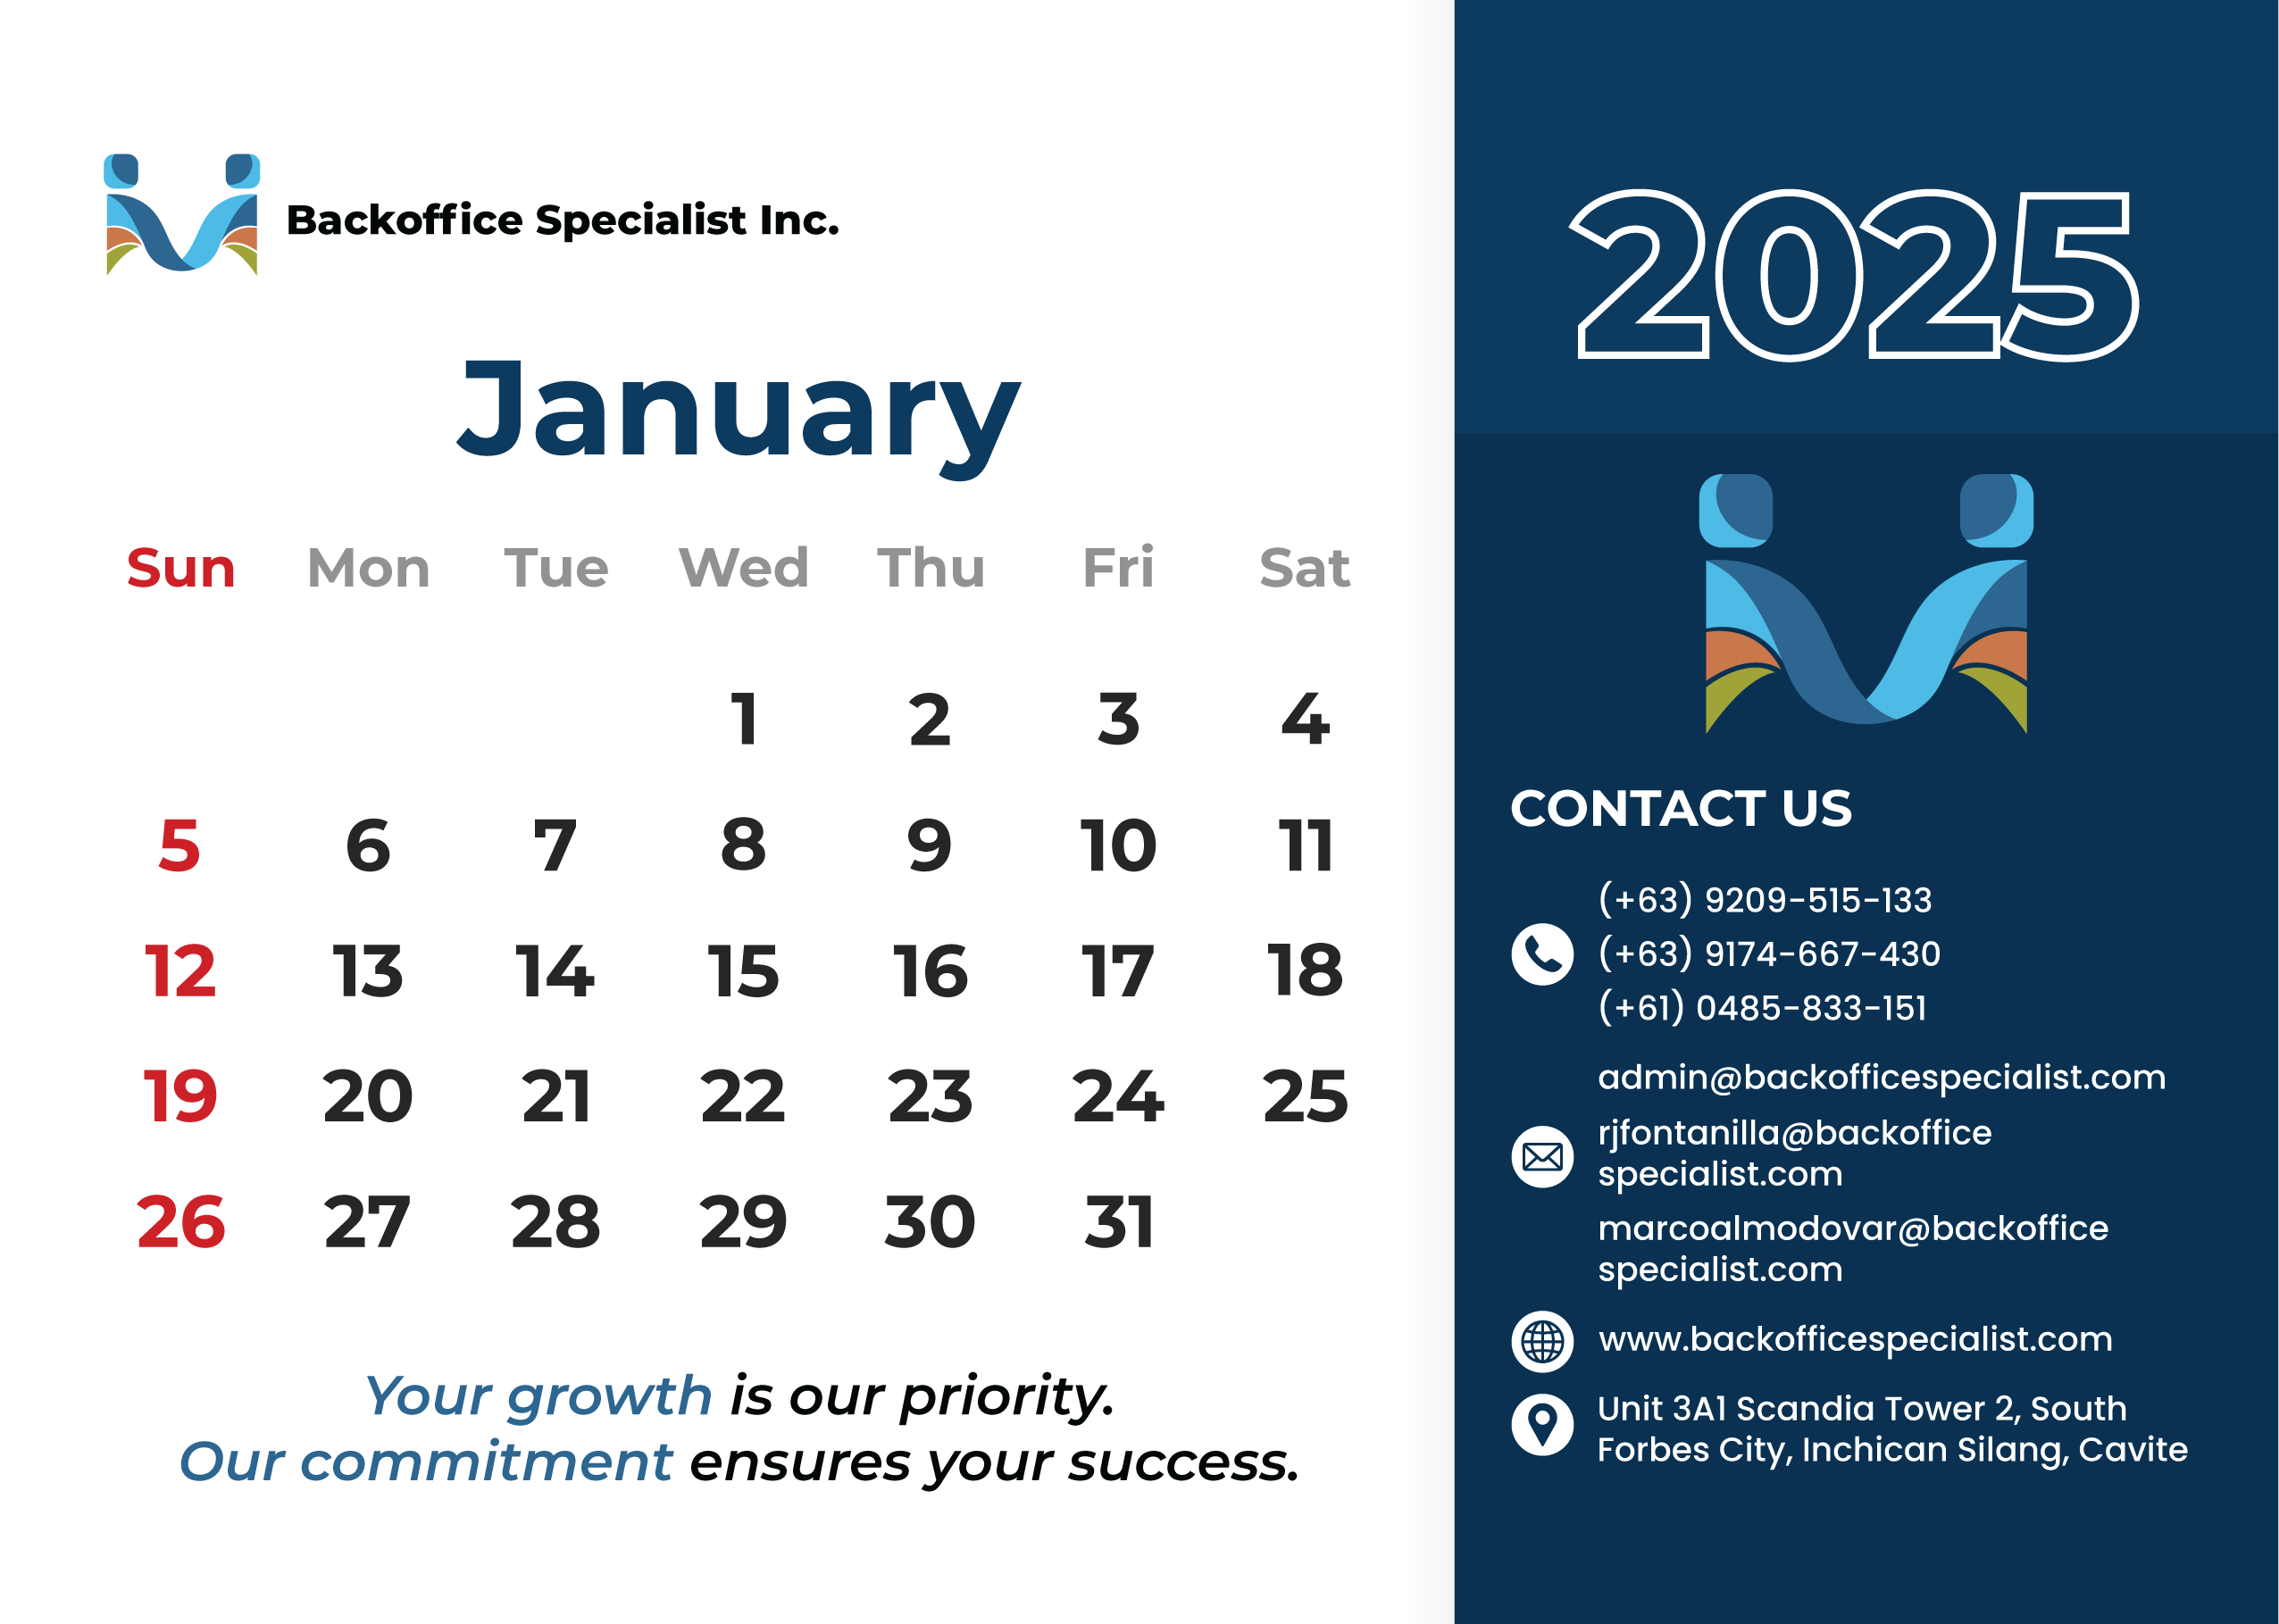 Backoffice Specialist Inc.
January
Sun Mon Tue Wed Thu Fri Sat
1 2 3 4
5 6 7 8 9 10 11
12 13 14 15 16 17 18
19 20 21 22 23 24 25
26 27 28 29 30 31
Your growth is our priority.
Our commitment ensures your success.
2025
CONTACT US
(+63) 9209-515-133
(+63) 9174-667-430
(+61) 0485-833-151
admin@backofficespecialist.com
rjfontanilla@backoffice
specialist.com
marcoalmodovar@backoffice
specialist.com
www.backofficespecialist.com
Unit 3A1 Scandia Tower 2, South
Forbes City, Inchican Silang, Cavite